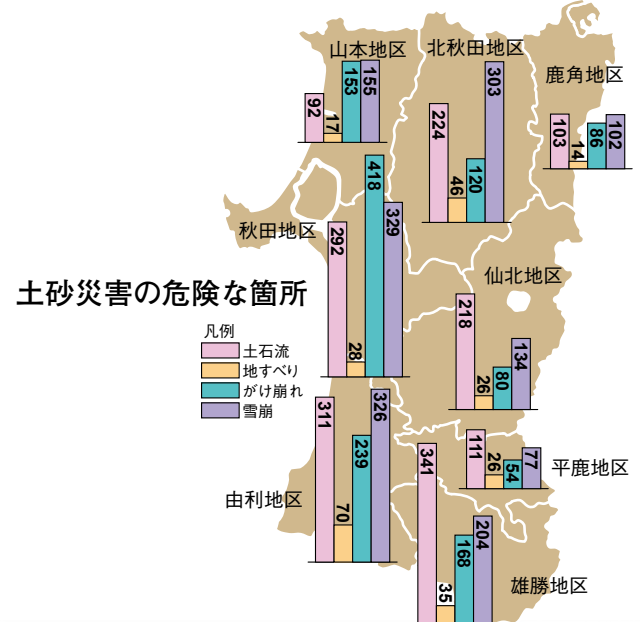 山本地区
92
17
153
155
北秋田地区
224
46
120
303
鹿角地区
103
14
86
102
秋田地区
292
28
418
329
仙北地区
218
26
80
134
土砂災害の危険な箇所
凡例
土石流
地すべり
がけ崩れ
雪崩
由利地区
311
70
239
326
平鹿地区
111
26
54
77
雄勝地区
341
35
168
204